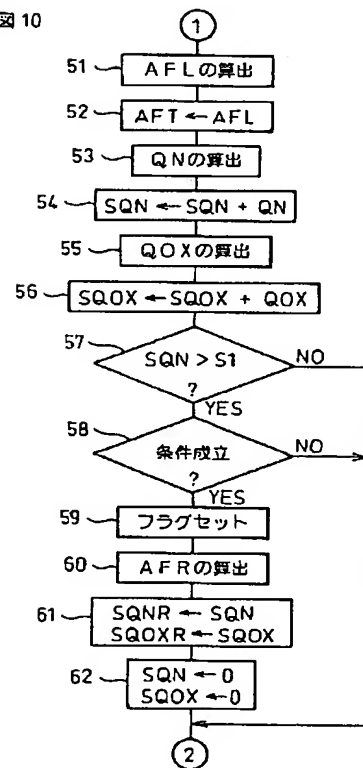 図 10
1
51
AFLの算出
52
AFT ← AFL
53
QNの算出
54
SQN ← SQN + QN
55
QOXの算出
56
SQOX ← SQOX + QOX
57
SQN > S1
?
NO
YES
58
条件成立
?
NO
YES
59
フラグセット
60
AFRの算出
61
SQNR ← SQN
SQOXR ← SQOX
62
SQN ← 0
SQOX ← 0
2